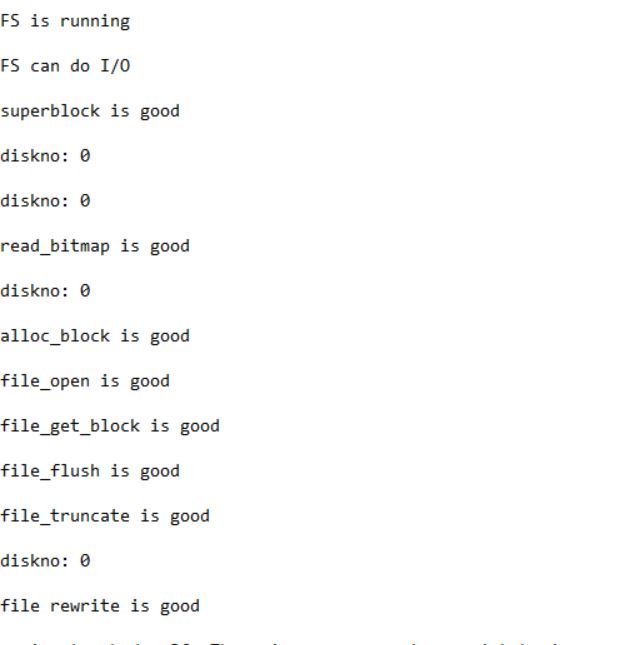 FS is running
FS can do I/O
superblock is good
diskno: 0
diskno: 0
read_bitmap is good
diskno: 0
alloc_block is good
file_open is good
file_get_block is good
file_flush is good
file_truncate is good
diskno: 0
file rewrite is good